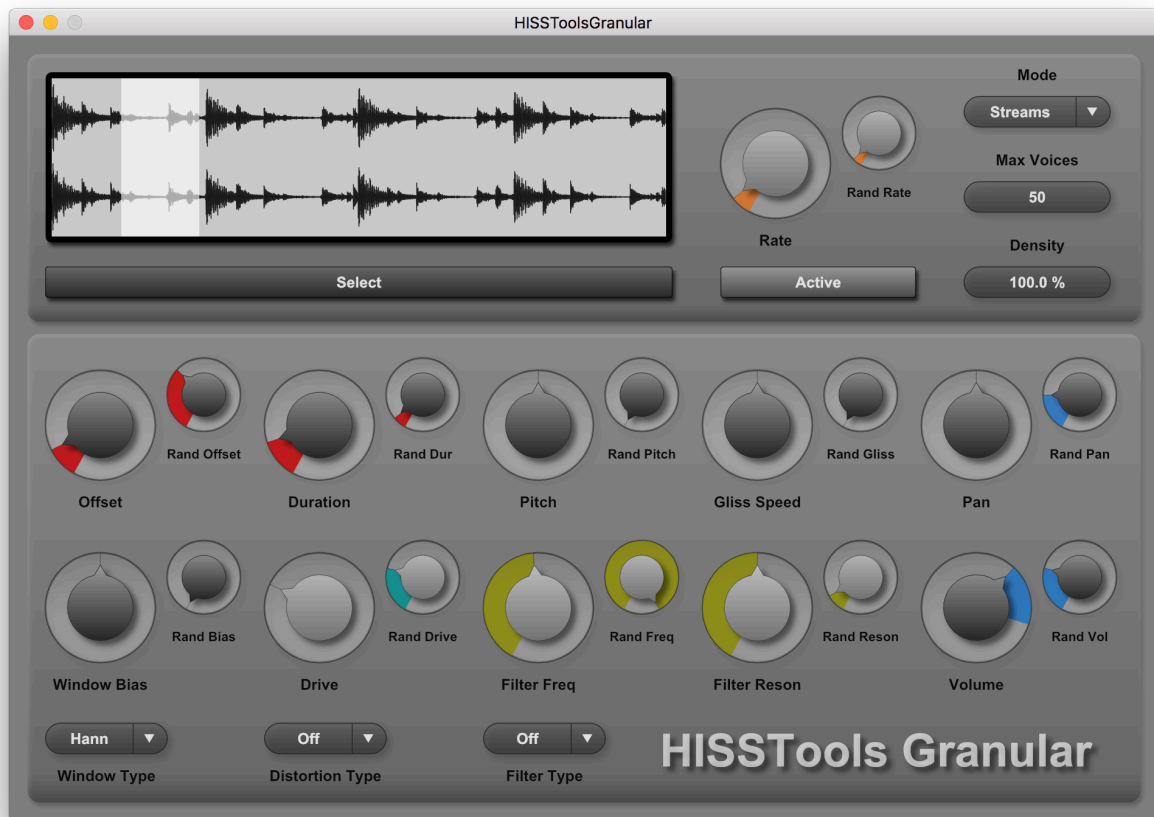 HISSToolsGranular
Mode
Streams
Max Voices
50
Rand Rate
Rate
Density
Select
Active
100.0 %
Rand Offset
Rand Dur
Rand Pitch
Rand Gliss
Rand Pan
Offset
Duration
Pitch
Gliss Speed
Pan
Rand Bias
Rand Drive
Rand Freq
Rand Reson
Rand Vol
Window Bias
Drive
Filter Freq
Filter Reson
Volume
Hann
Off
Off
HISSTools Granular
Window Type
Distortion Type
Filter Type